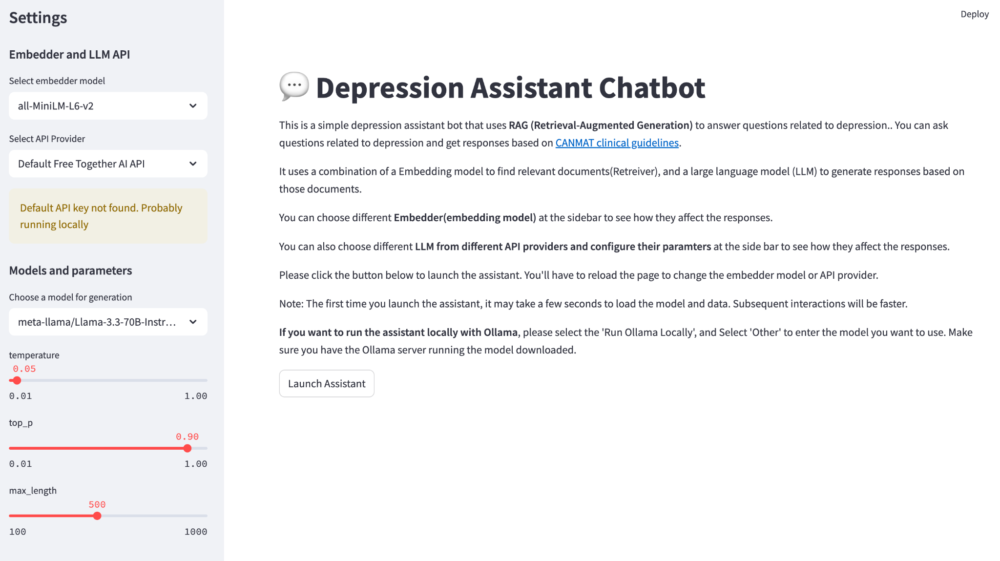 Settings
Embedder and LLM API
Select embedder model
all-MiniLM-L6-v2
Select API Provider
Default Free Together AI API
Default API key not found. Probably
running locally
Models and parameters
Choose a model for generation
meta-llama/Llama-3.3-70B-Instr...
temperature
0.05
0.01 1.00
top_p
0.90
0.01 1.00
max_length
500
100 1000
Deploy
Depression Assistant Chatbot
This is a simple depression assistant bot that uses RAG (Retrieval-Augmented Generation) to answer questions related to depression.. You can ask
questions related to depression and get responses based on CANMAT clinical guidelines.
It uses a combination of a Embedding model to find relevant documents(Retreiver), and a large language model (LLM) to generate responses based on
those documents.
You can choose different Embedder(embedding model) at the sidebar to see how they affect the responses.
You can also choose different LLM from different API providers and configure their paramters at the side bar to see how they affect the responses.
Please click the button below to launch the assistant. You'll have to reload the page to change the embedder model or API provider.
Note: The first time you launch the assistant, it may take a few seconds to load the model and data. Subsequent interactions will be faster.
If you want to run the assistant locally with Ollama, please select the 'Run Ollama Locally', and Select 'Other' to enter the model you want to use. Make
sure you have the Ollama server running the model downloaded.
Launch Assistant